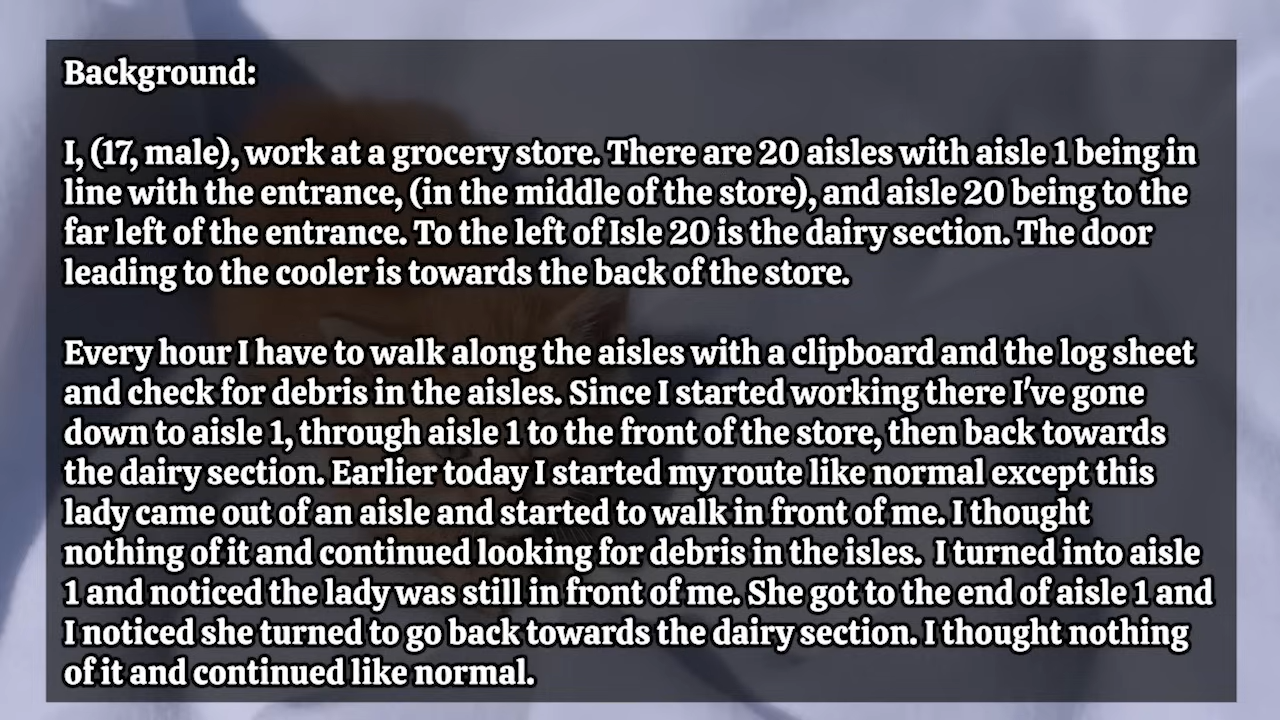 Background:
I, (17, male), work at a grocery store. There are 20 aisles with aisle 1 being in
line with the entrance, (in the middle of the store), and aisle 20 being to the
far left of the entrance. To the left of Isle 20 is the dairy section. The door
leading to the cooler is towards the back of the store.
Every hour I have to walk along the aisles with a clipboard and the log sheet
and check for debris in the aisles. Since I started working there I've gone
down to aisle 1, through aisle 1 to the front of the store, then back towards
the dairy section. Earlier today I started my route like normal except this
lady came out of an aisle and started to walk in front of me. I thought
nothing of it and continued looking for debris in the isles.  I turned into aisle
1 and noticed the lady was still in front of me. She got to the end of aisle 1 and
I noticed she turned to go back towards the dairy section. I thought nothing
of it and continued like normal.